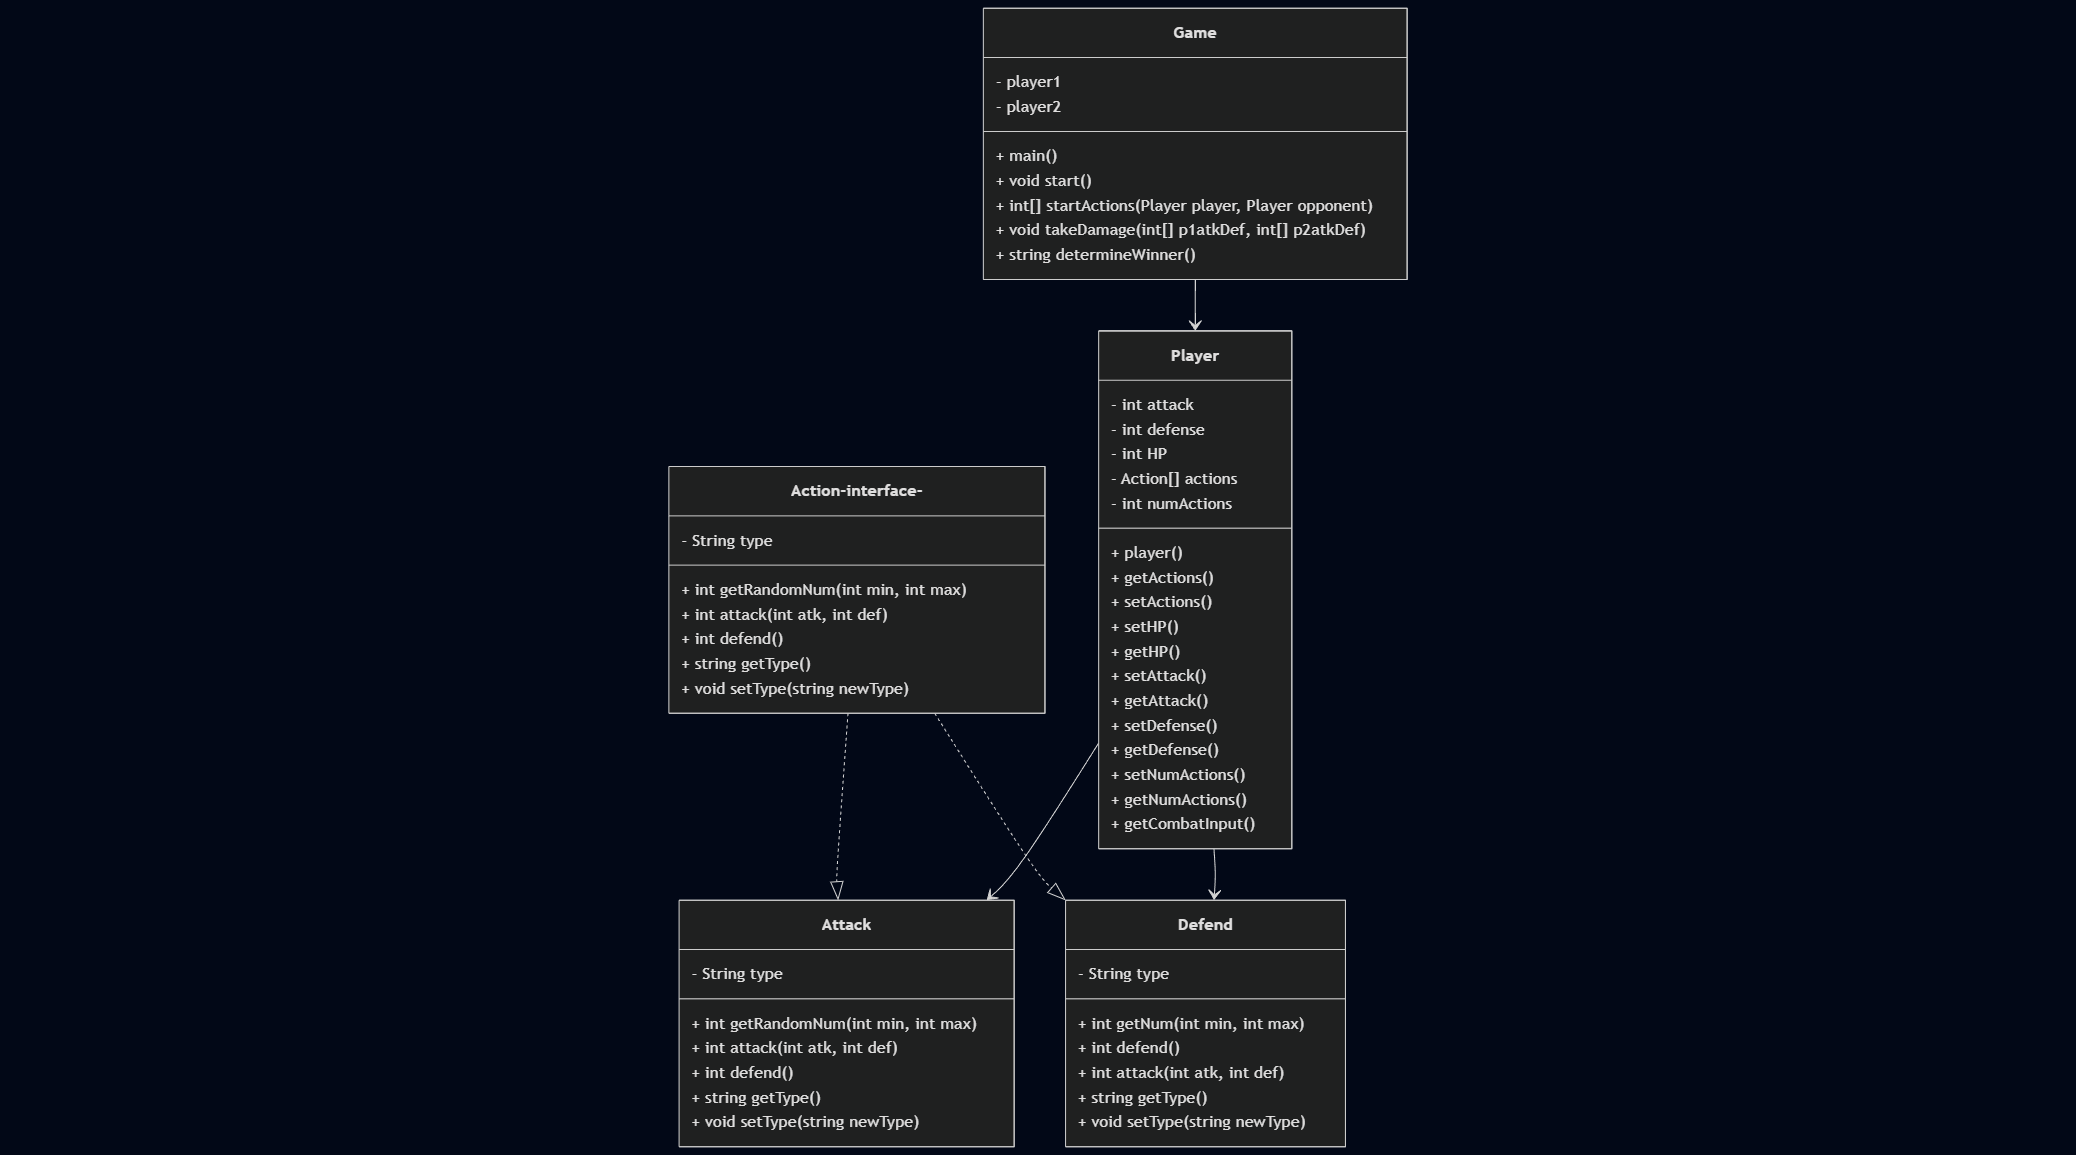 Game
- player1
- player2
+ main()
+ void start()
+ int[] startActions(Player player, Player opponent)
+ void takeDamage(int[] p1atkDef, int[] p2atkDef)
+ string determineWinner()
Player
- int attack
- int defense
- int HP
- Action[] actions
- int numActions
+ player()
+ getActions()
+ setActions()
+ setHP()
+ getHP()
+ setAttack()
+ getAttack()
+ setDefense()
+ getDefense()
+ setNumActions()
+ getNumActions()
+ getCombatInput()
Action-interface-
- String type
+ int getRandomNum(int min, int max)
+ int attack(int atk, int def)
+ int defend()
+ string getType()
+ void setType(string newType)
Attack
- String type
+ int getRandomNum(int min, int max)
+ int attack(int atk, int def)
+ int defend()
+ string getType()
+ void setType(string newType)
Defend
- String type
+ int getNum(int min, int max)
+ int defend()
+ int attack(int atk, int def)
+ string getType()
+ void setType(string newType)